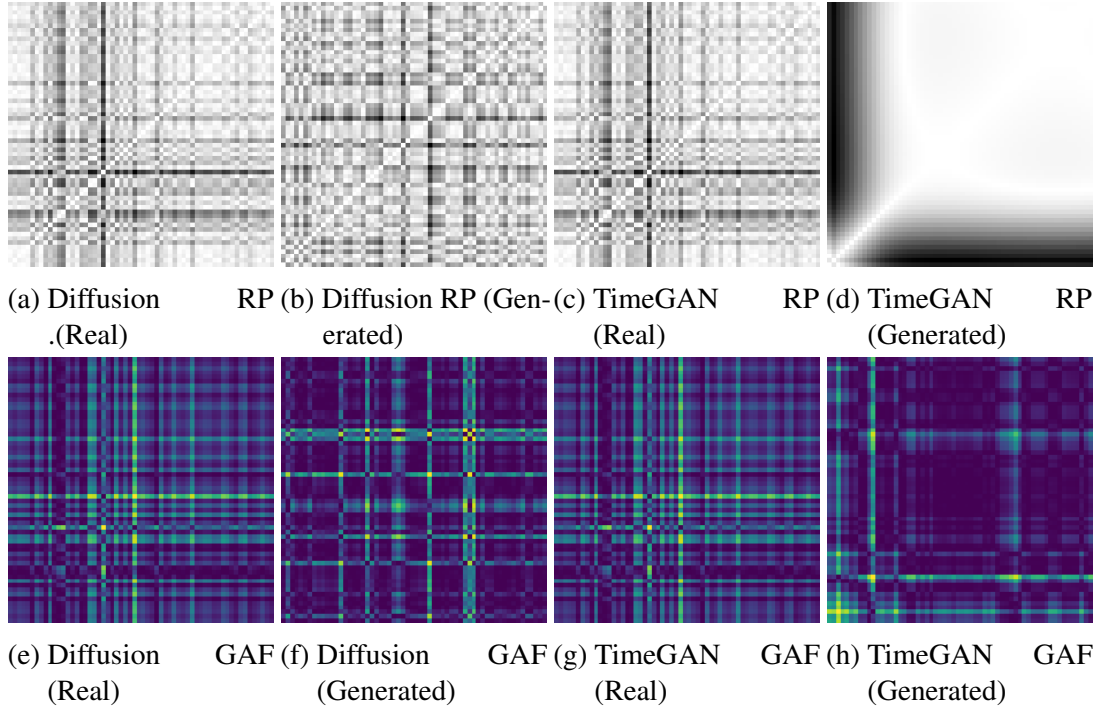 (a) Diffusion RP
.(Real)
(b) Diffusion RP (Gen-
erated)
(c) TimeGAN RP
(Real)
(d) TimeGAN RP
(Generated)
(e) Diffusion GAF
(Real)
(f) Diffusion GAF
(Generated)
(g) TimeGAN GAF
(Real)
(h) TimeGAN GAF
(Generated)